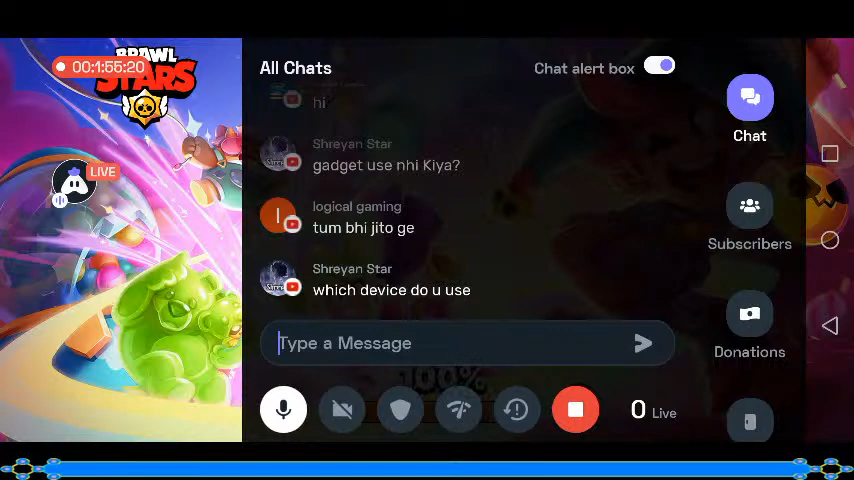 00:1:55:20
BRAWL
STARS
LIVE
All Chats
Chat alert box
hi
Shreyan Star
gadget use nhi Kiya?
logical gaming
tum bhi jito ge
Shreyan Star
which device do u use
Type a Message
100%
0 Live
Chat
Subscribers
Donations